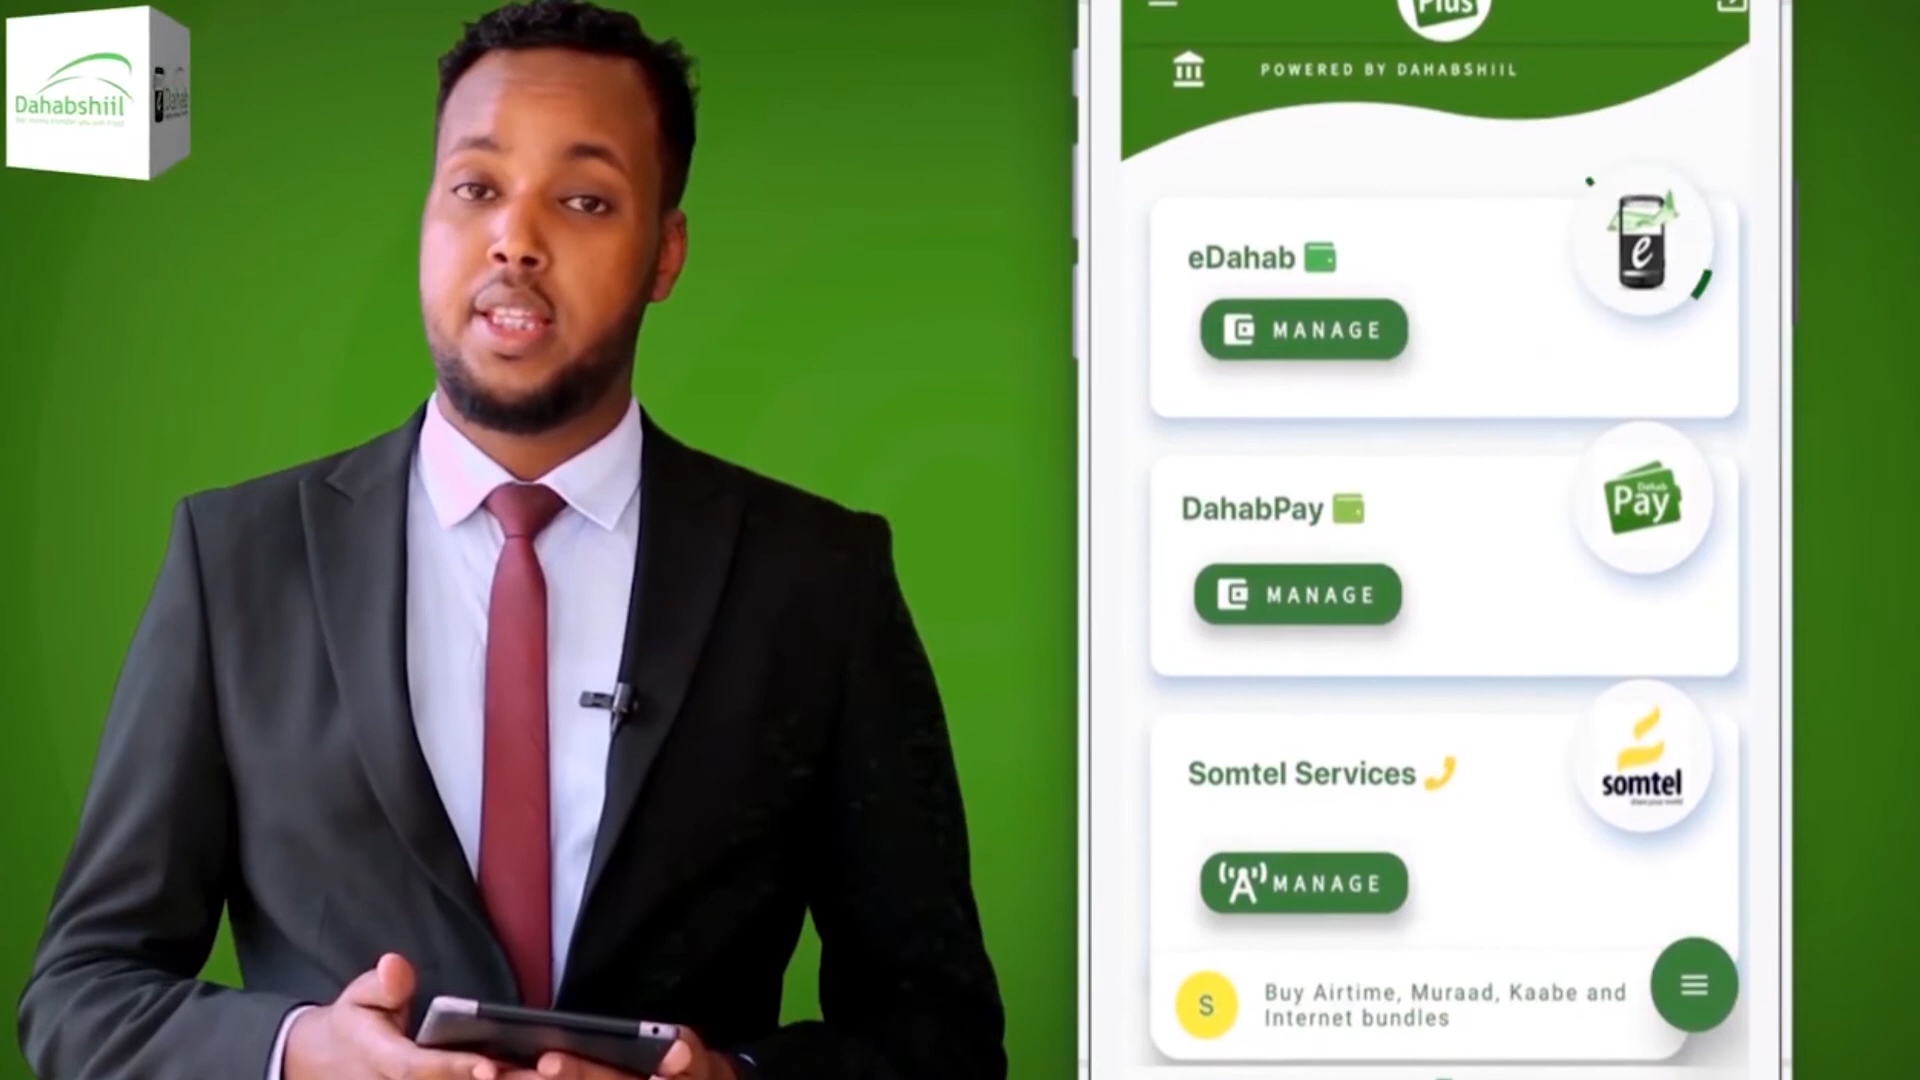 Dahabshiil
Plus
POWERED BY DAHABSHIIL
eDahab
e
MANAGE
DahabPay
Dahab
Pay
MANAGE
Somtel Services
somtel
MANAGE
S
Buy Airtime, Muraad, Kaabe and
Internet bundles